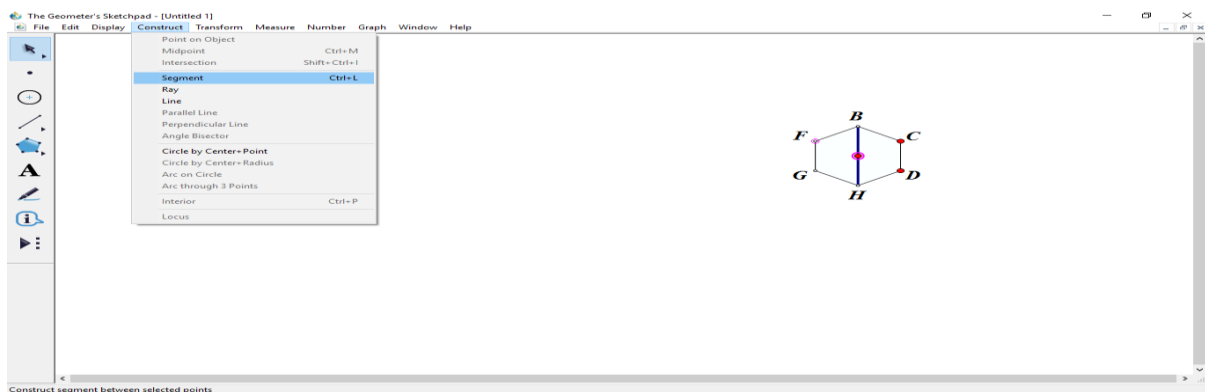 The Geometer's Sketchpad - [Untitled 1]
File Edit Display Construct Transform Measure Number Graph Window Help
Point on Object
Midpoint Ctrl+M
Intersection Shift+Ctrl+I
Segment Ctrl+L
Ray
Line
Parallel Line
Perpendicular Line
Angle Bisector
Circle by Center+Point
Circle by Center+Radius
Arc on Circle
Arc through 3 Points
Interior Ctrl+P
Locus
A
B
F C
G D
H
Construct segment between selected points